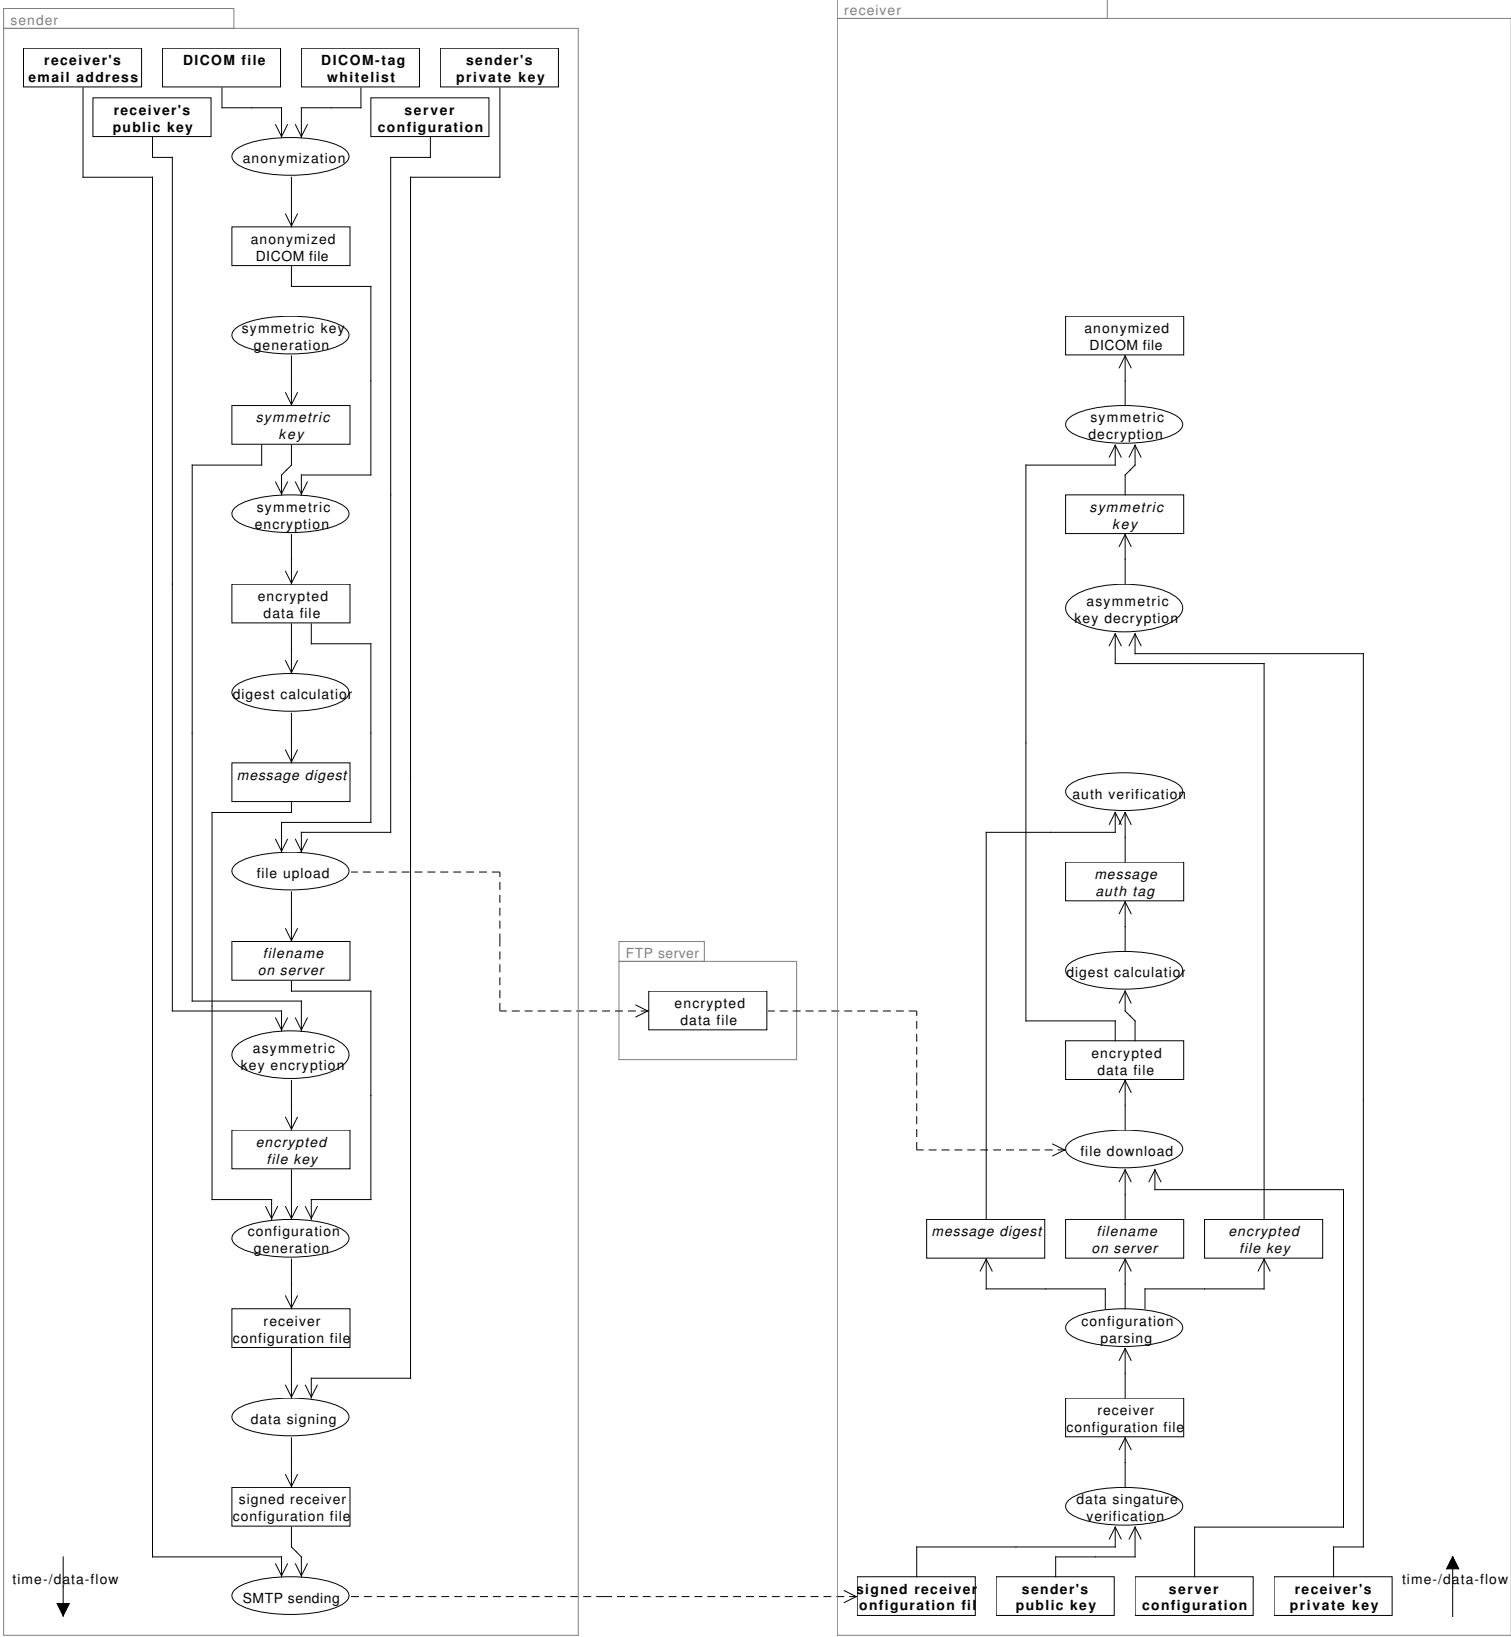 sender
receiver's
email address
DICOM file
DICOM-tag
whitelist
sender's
private key
receiver's
public key
server
configuration
anonymization
anonymized
DICOM file
symmetric key
generation
symmetric
key
symmetric
encryption
encrypted
data file
digest calculation
message digest
file upload
filename
on server
asymmetric
key encryption
encrypted
file key
configuration
generation
receiver
configuration file
data signing
signed receiver
configuration file
SMTP sending
time-/data-flow
FTP server
encrypted
data file
receiver
anonymized
DICOM file
symmetric
decryption
symmetric
key
asymmetric
key decryption
auth verification
message
auth tag
digest calculation
encrypted
data file
file download
message digest
filename
on server
encrypted
file key
configuration
parsing
receiver
configuration file
data singature
verification
signed receiver
onfiguration fil
sender's
public key
server
configuration
receiver's
private key
time-/data-flow